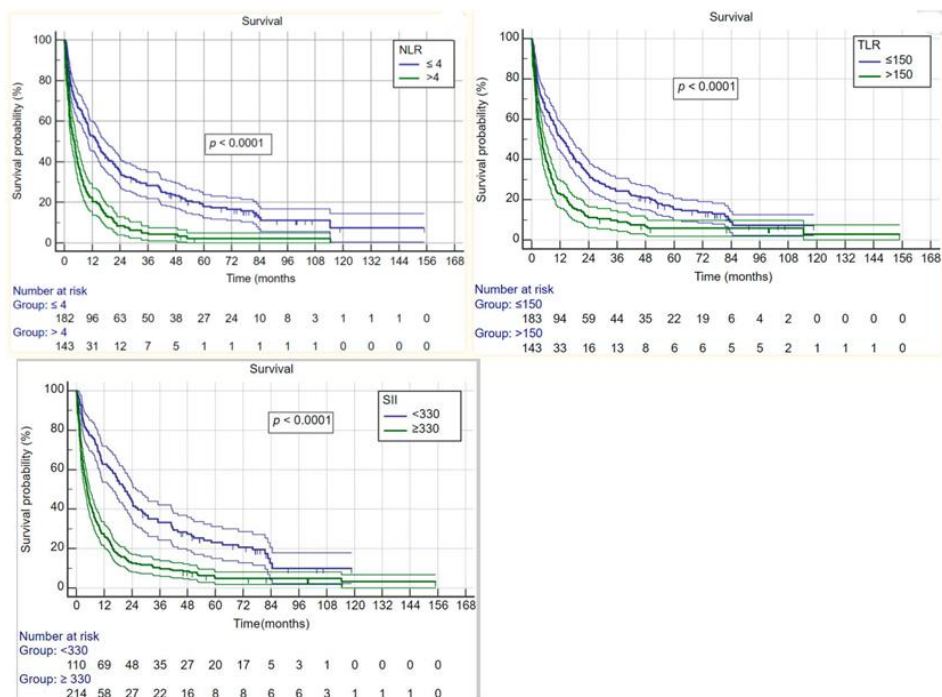 Survival
NLR
≤ 4
>4
p < 0.0001
Survival probability (%)
100
80
60
40
20
0
0 12 24 36 48 60 72 84 96 108 120 132 144 156 168
Time (months
Number at risk
Group: ≤ 4
182 96 63 50 38 27 24 10 8 3 1 1 1 0
Group: > 4
143 31 12 7 5 1 1 1 1 1 0 0 0 0
Survival
TLR
≤150
>150
p < 0.0001
Survival probability (%)
100
80
60
40
20
0
0 12 24 36 48 60 72 84 96 108 120 132 144 156 168
Time (months
Number at risk
Group: ≤150
183 94 59 44 35 22 19 6 4 2 0 0 0 0
Group: >150
143 33 16 13 8 6 6 5 5 2 1 1 1 0
Survival
SII
<330
≥330
p < 0.0001
Survival probability (%)
100
80
60
40
20
0
0 12 24 36 48 60 72 84 96 108 120 132 144 156 168
Time(months
Number at risk
Group: <330
110 69 48 35 27 20 17 5 3 1 0 0 0 0
Group: ≥ 330
214 58 27 22 16 8 8 6 6 3 1 1 1 0